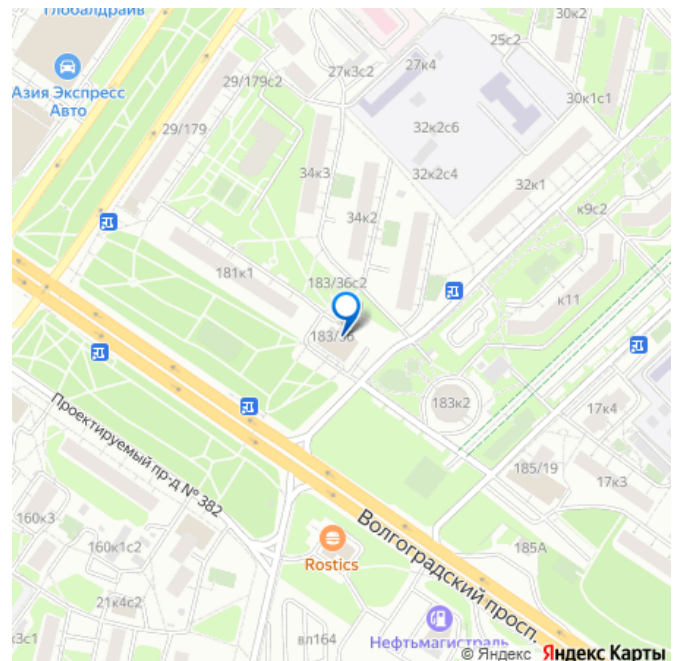 Глобалдрайв
30к2
25с2
29/179с2
27к3с2
27к4
Азия Экспресс
Авто
30к1с1
29/179
32к2с6
34к3
32к2с4
32к1
34к2
к9с2
181к1
183/36с2
к11
183/36
183к2
17к4
Проектируемый пр-д № 382
185/19
17к3
160к3
Волгоградский просп.
160к1с2
185А
Rostics
21к4с2
к3с1
вл164
Нефтьмагистраль
© Яндекс Яндекс Карты